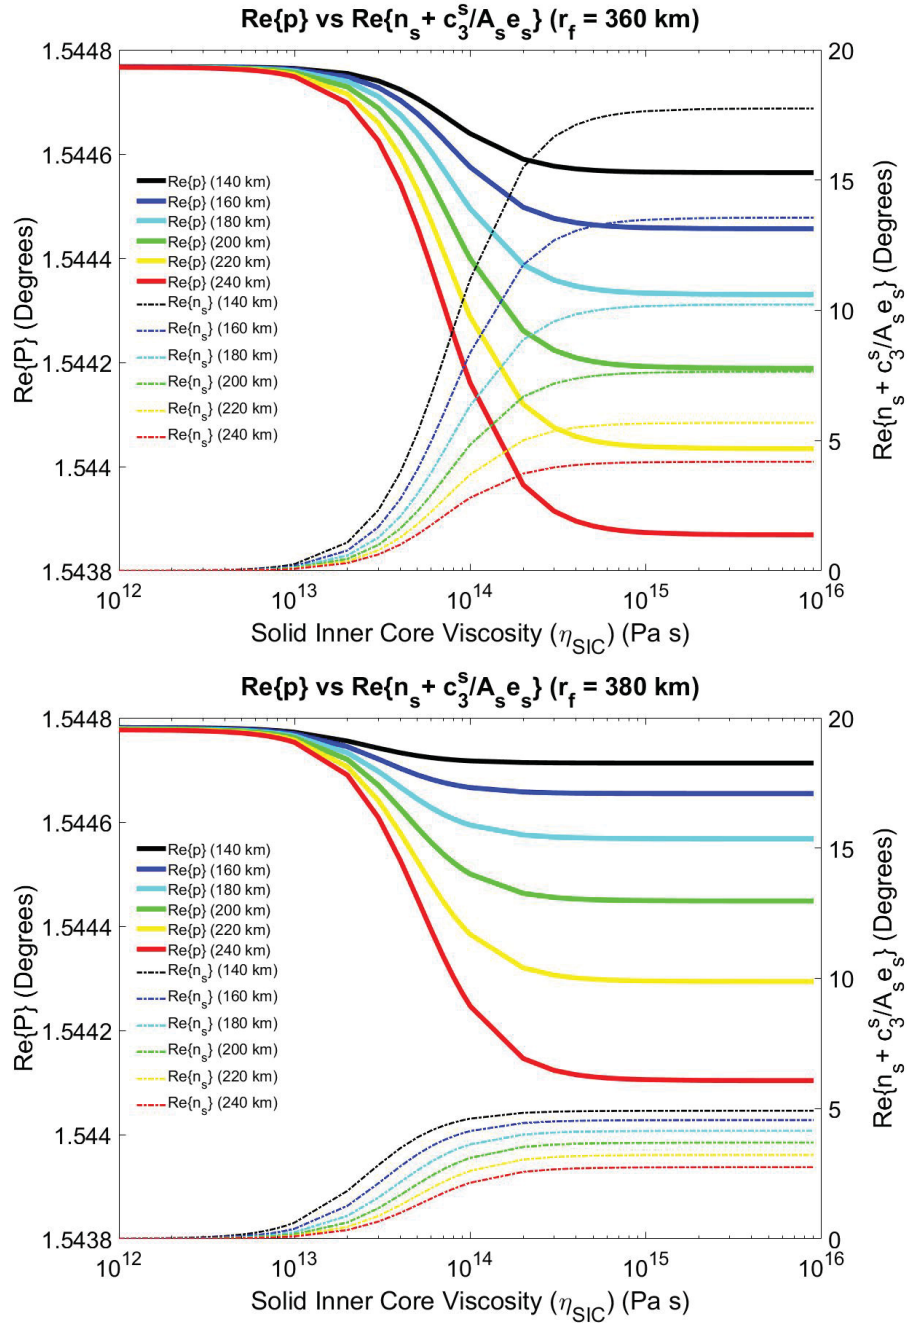 Re{p} vs Re{n_s + c_3^s/A_s e_s} (r_f = 360 km)
1.5448
1.5446
1.5444
1.5442
1.544
1.5438
Re{P} (Degrees)
Re{p} (140 km)
Re{p} (160 km)
Re{p} (180 km)
Re{p} (200 km)
Re{p} (220 km)
Re{p} (240 km)
Re{n_s} (140 km)
Re{n_s} (160 km)
Re{n_s} (180 km)
Re{n_s} (200 km)
Re{n_s} (220 km)
Re{n_s} (240 km)
20
15
10
5
0
Re{n_s + c_3^s/A_s e_s} (Degrees)
10^12
10^13
10^14
10^15
10^16
Solid Inner Core Viscosity (η_SIC) (Pa s)
Re{p} vs Re{n_s + c_3^s/A_s e_s} (r_f = 380 km)
1.5448
1.5446
1.5444
1.5442
1.544
1.5438
Re{P} (Degrees)
Re{p} (140 km)
Re{p} (160 km)
Re{p} (180 km)
Re{p} (200 km)
Re{p} (220 km)
Re{p} (240 km)
Re{n_s} (140 km)
Re{n_s} (160 km)
Re{n_s} (180 km)
Re{n_s} (200 km)
Re{n_s} (220 km)
Re{n_s} (240 km)
20
15
10
5
0
Re{n_s + c_3^s/A_s e_s} (Degrees)
10^12
10^13
10^14
10^15
10^16
Solid Inner Core Viscosity (η_SIC) (Pa s)